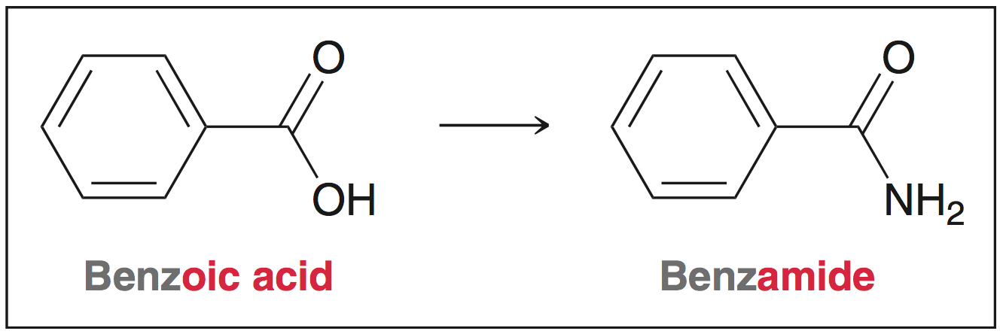 O
OH
Benzoic acid
O
NH₂
Benzamide